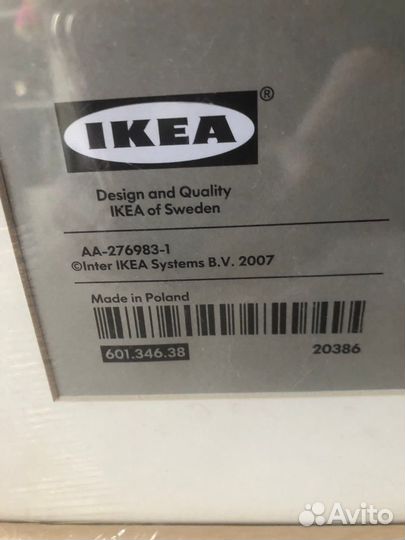 IKEA®
Design and Quality
IKEA of Sweden
AA-276983-1
©Inter IKEA Systems B.V. 2007
Made in Poland
601.346.38 20386
Avito